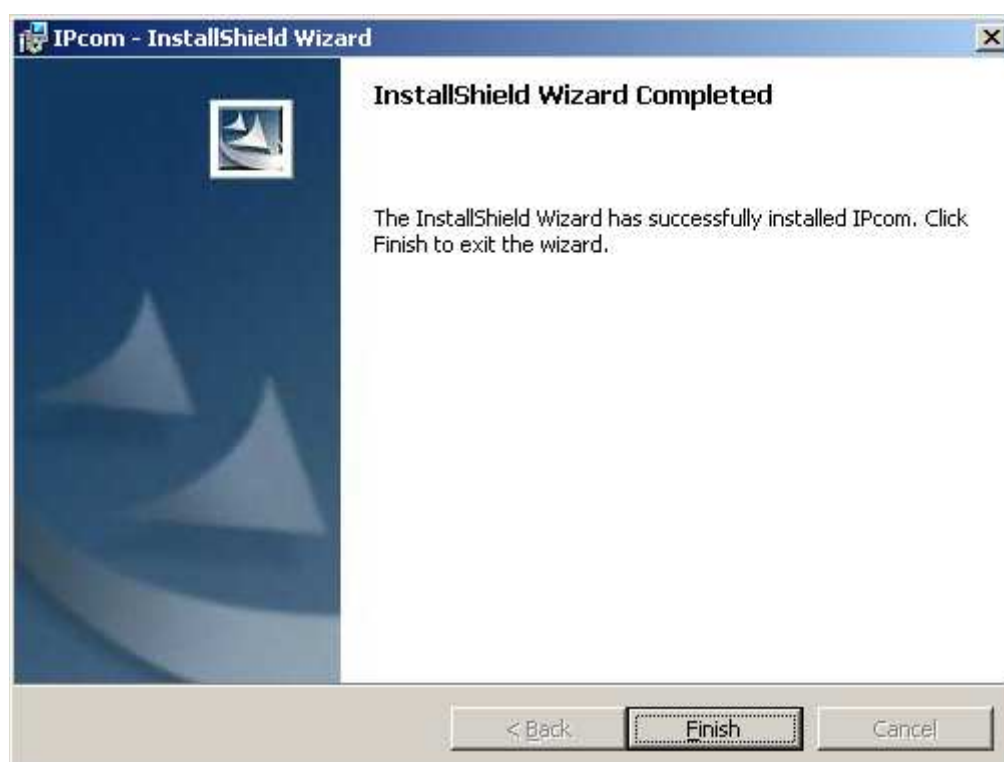 IPcom - InstallShield Wizard
InstallShield Wizard Completed
The InstallShield Wizard has successfully installed IPcom. Click
Finish to exit the wizard.
< Back
Finish
Cancel